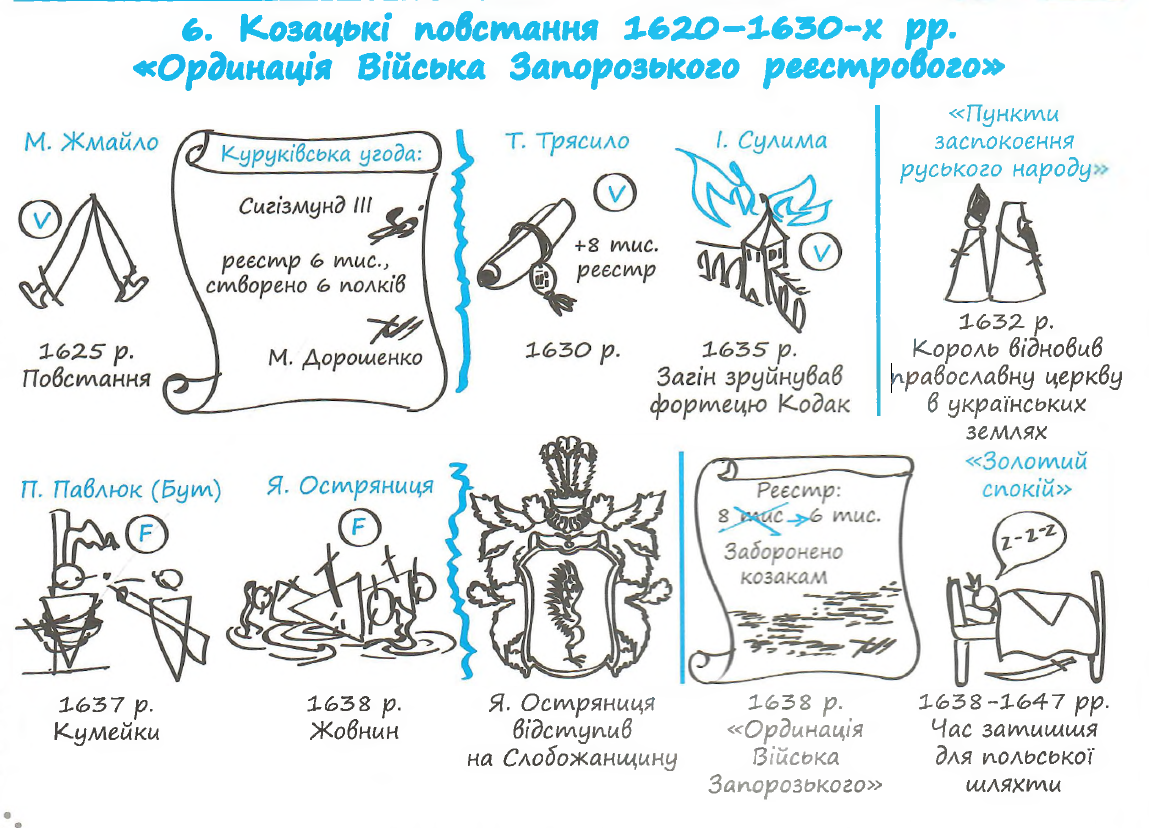 6. Козацькі повстання 1620–1630-х рр.
«Ординація Війська Запорозького реєстрового»
М. Жмайло
V
1625 р.
Повстання
Куруківська угода:
Сигізмунд III
реєстр 6 тис.,
створено 6 полків
М. Дорошенко
Т. Трясило
V
+8 тис.
реєстр
1630 р.
І. Сулима
V
1635 р.
Загін зруйнував
фортецю Кодак
«Пункти
заспокоєння
руського народу»
1632 р.
Король відновив
православну церкву
в українських
землях
П. Павлюк (Бут)
F
1637 р.
Кумейки
Я. Остряниця
F
1638 р.
Жовнин
Я. Остряниця
відступив
на Слобожанщину
Реєстр:
8 тис → 6 тис.
Заборонено
козакам
1638 р.
«Ординація
Війська
Запорозького»
«Золотий
спокій»
z-z-z
1638-1647 рр.
Час затишшя
для польської
шляхти